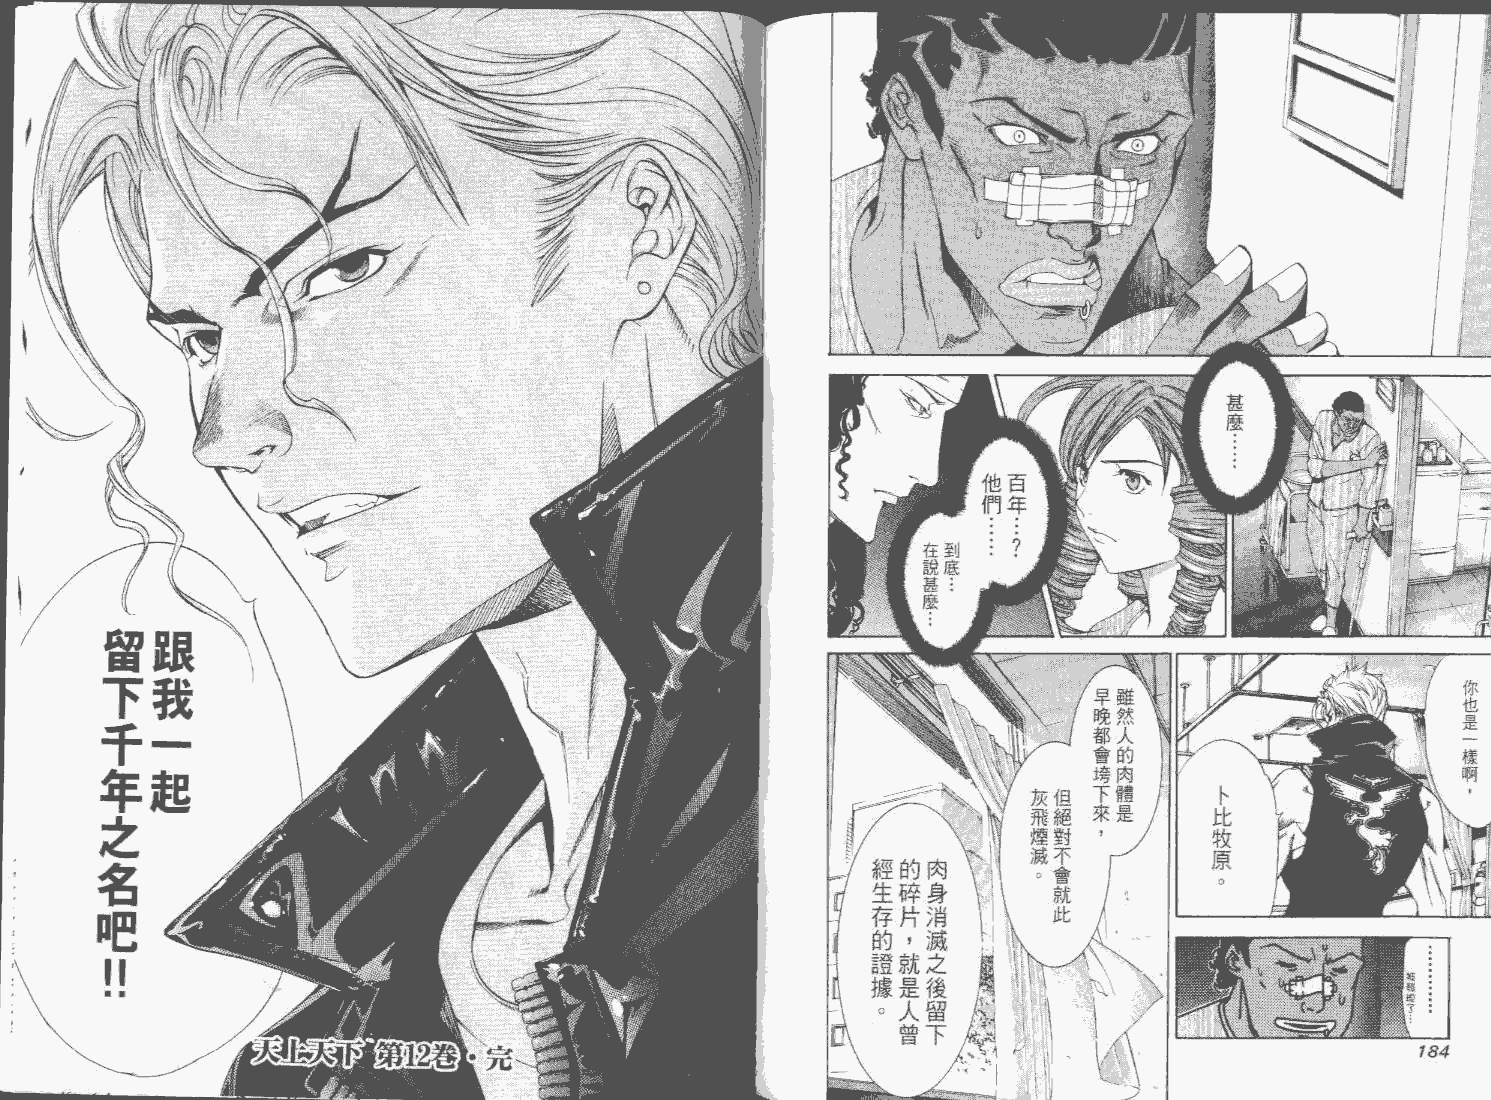 甚麼……
百年…？
他們……
到底…
在說甚麼…
你也是一樣啊，
卜比牧原。
…………
雖然人的肉體是
早晚都會垮下來，
但絕對不會就此
灰飛煙滅。
肉身消滅之後留下
的碎片，就是人曾
經生存的證據。
184
跟我一起
留下千年之名吧!!
天上天下 第12卷・完